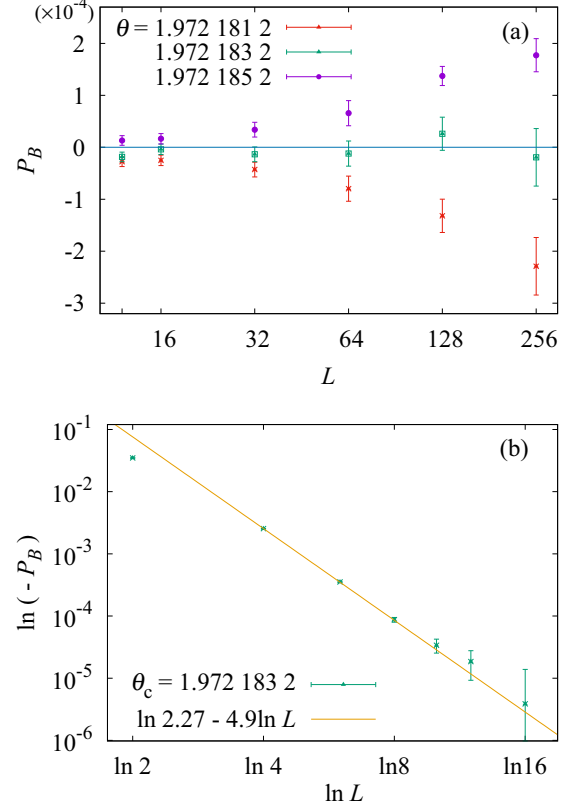 (×10⁻⁴)
θ = 1.972 181 2
1.972 183 2
1.972 185 2
(a)
2
1
0
-1
-2
-3
P_B
16 32 64 128 256
L
(b)
10⁻¹
10⁻²
10⁻³
10⁻⁴
10⁻⁵
10⁻⁶
ln ( - P_B )
θ_c = 1.972 183 2
ln 2.27 - 4.9ln L
ln 2 ln 4 ln8 ln16
ln L